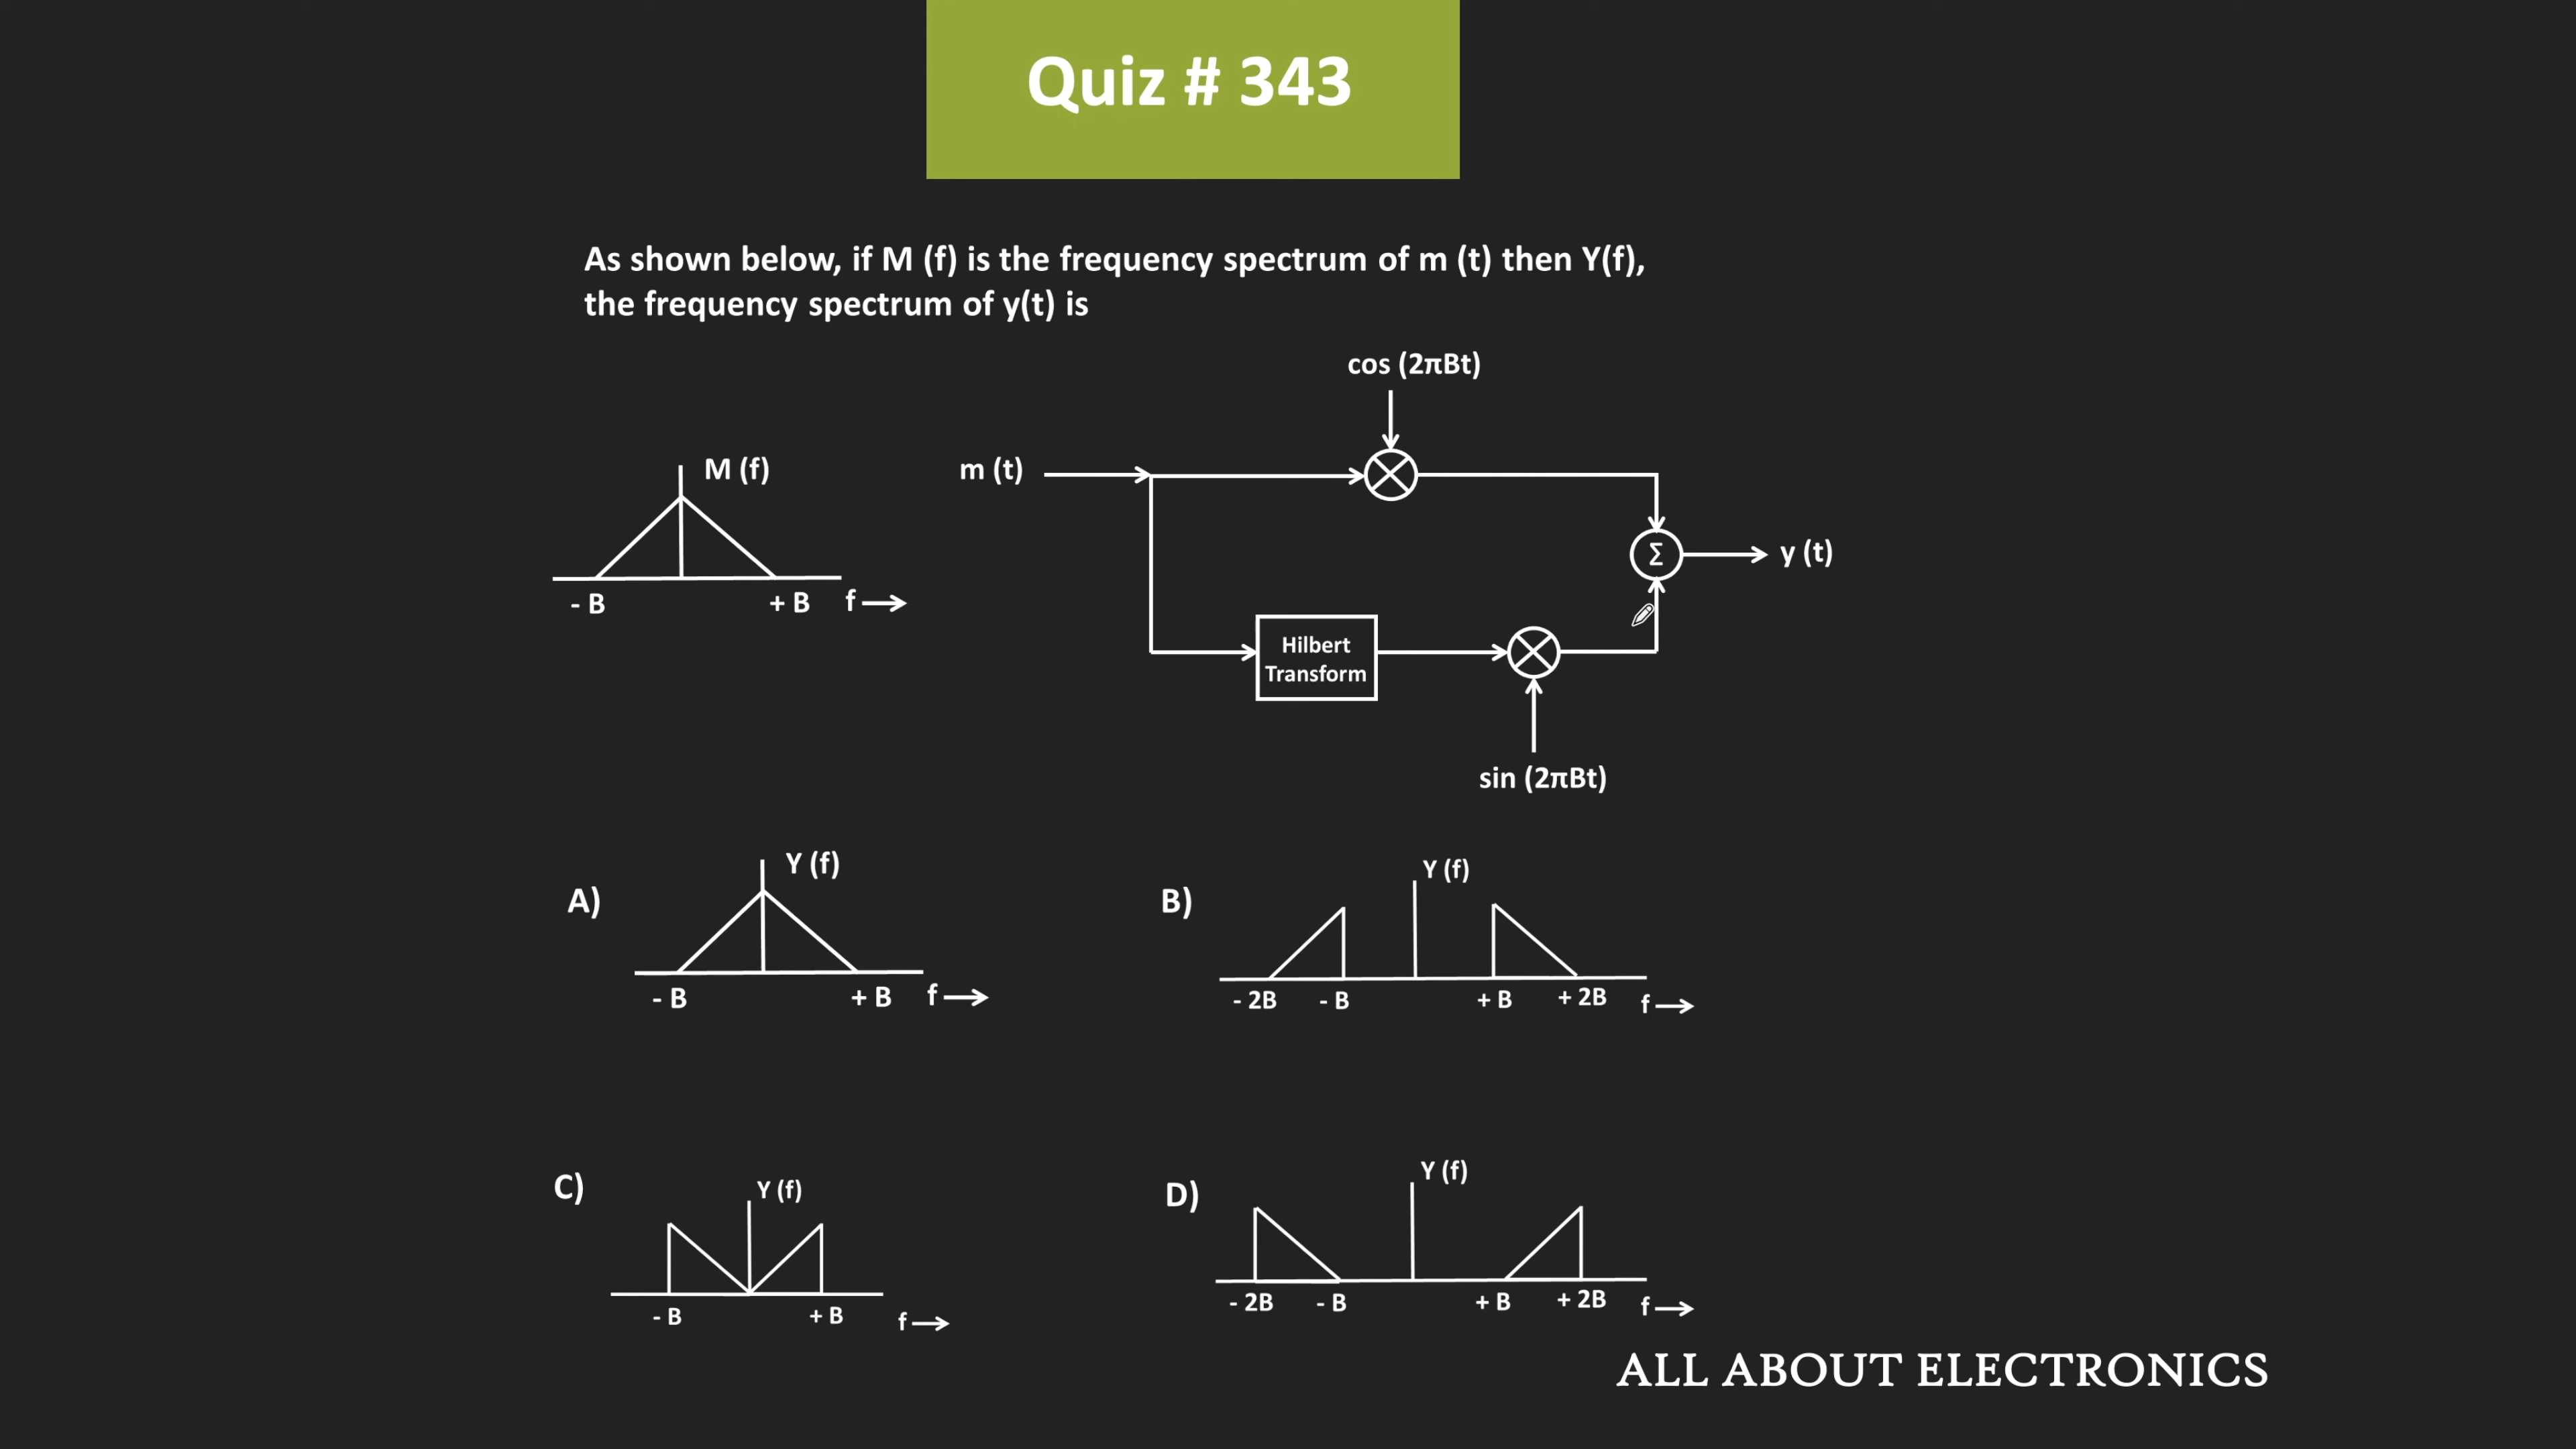 Quiz # 343
As shown below, if M (f) is the frequency spectrum of m (t) then Y(f),
the frequency spectrum of y(t) is
cos (2πBt)
M (f)
m (t)
Σ
y (t)
- B
+ B
f
Hilbert
Transform
sin (2πBt)
A)
Y (f)
- B
+ B
f
B)
Y (f)
- 2B
- B
+ B
+ 2B
f
C)
Y (f)
- B
+ B
f
D)
Y (f)
- 2B
- B
+ B
+ 2B
f
ALL ABOUT ELECTRONICS